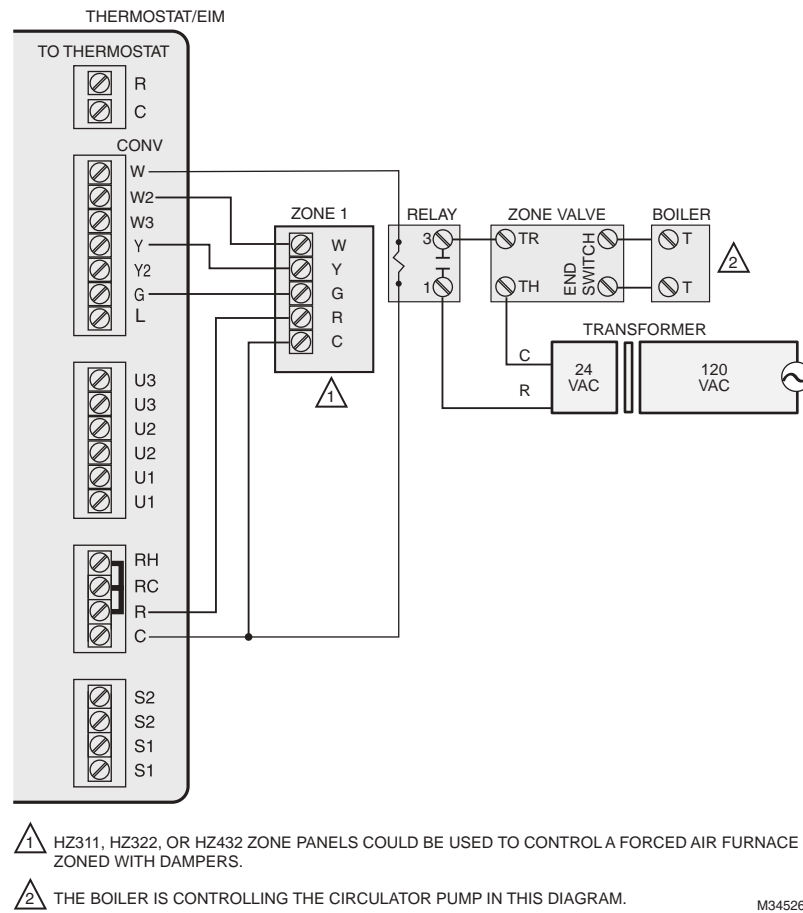 THERMOSTAT/EIM
TO THERMOSTAT
R
C
CONV
W
W2
W3
Y
Y2
G
L
U3
U3
U2
U2
U1
U1
RH
RC
R
C
S2
S2
S1
S1
ZONE 1
W
Y
G
R
C
1
RELAY
3
1
ZONE VALVE
TR
TH
END
SWITCH
BOILER
T
T
2
TRANSFORMER
C
R
24
VAC
120
VAC
1 HZ311, HZ322, OR HZ432 ZONE PANELS COULD BE USED TO CONTROL A FORCED AIR FURNACE
ZONED WITH DAMPERS.
2 THE BOILER IS CONTROLLING THE CIRCULATOR PUMP IN THIS DIAGRAM.
M34526